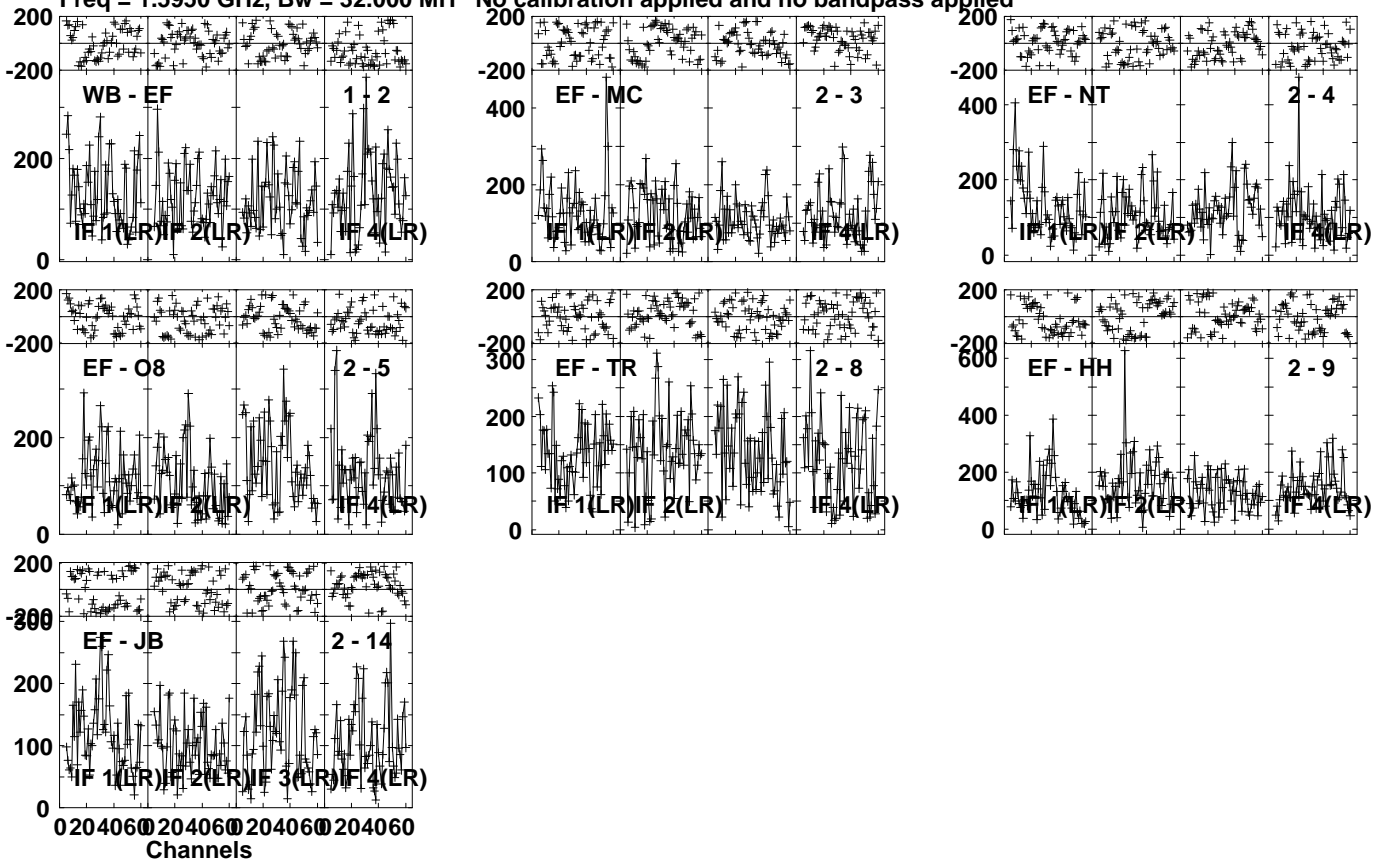 Freq = 1.5950 GHz, Bw = 32.000 MH No calibration applied and no bandpass applied
200 200 200
-200 -200 -200
WB - EF 1 - 2 EF - MC 2 - 3 EF - NT 2 - 4
400 400
200 200 200
IF 1(LR) IF 2(LR) IF 4(LR) IF 1(LR) IF 2(LR) IF 4(LR) IF 1(LR) IF 2(LR) IF 4(LR)
0 0 0
200 200 200
-200 -200 -200
300 600
EF - O8 2 - 5 EF - TR 2 - 8 EF - HH 2 - 9
400
200 200 200
100
IF 1(LR) IF 2(LR) IF 4(LR) IF 1(LR) IF 2(LR) IF 4(LR) IF 1(LR) IF 2(LR) IF 4(LR)
0 0 0
200
-200
300
EF - JB 2 - 14
200
100
IF 1(LR) IF 2(LR) IF 3(LR) IF 4(LR)
0
0 20 40 60 0 20 40 60 0 20 40 60 0 20 40 60
Channels